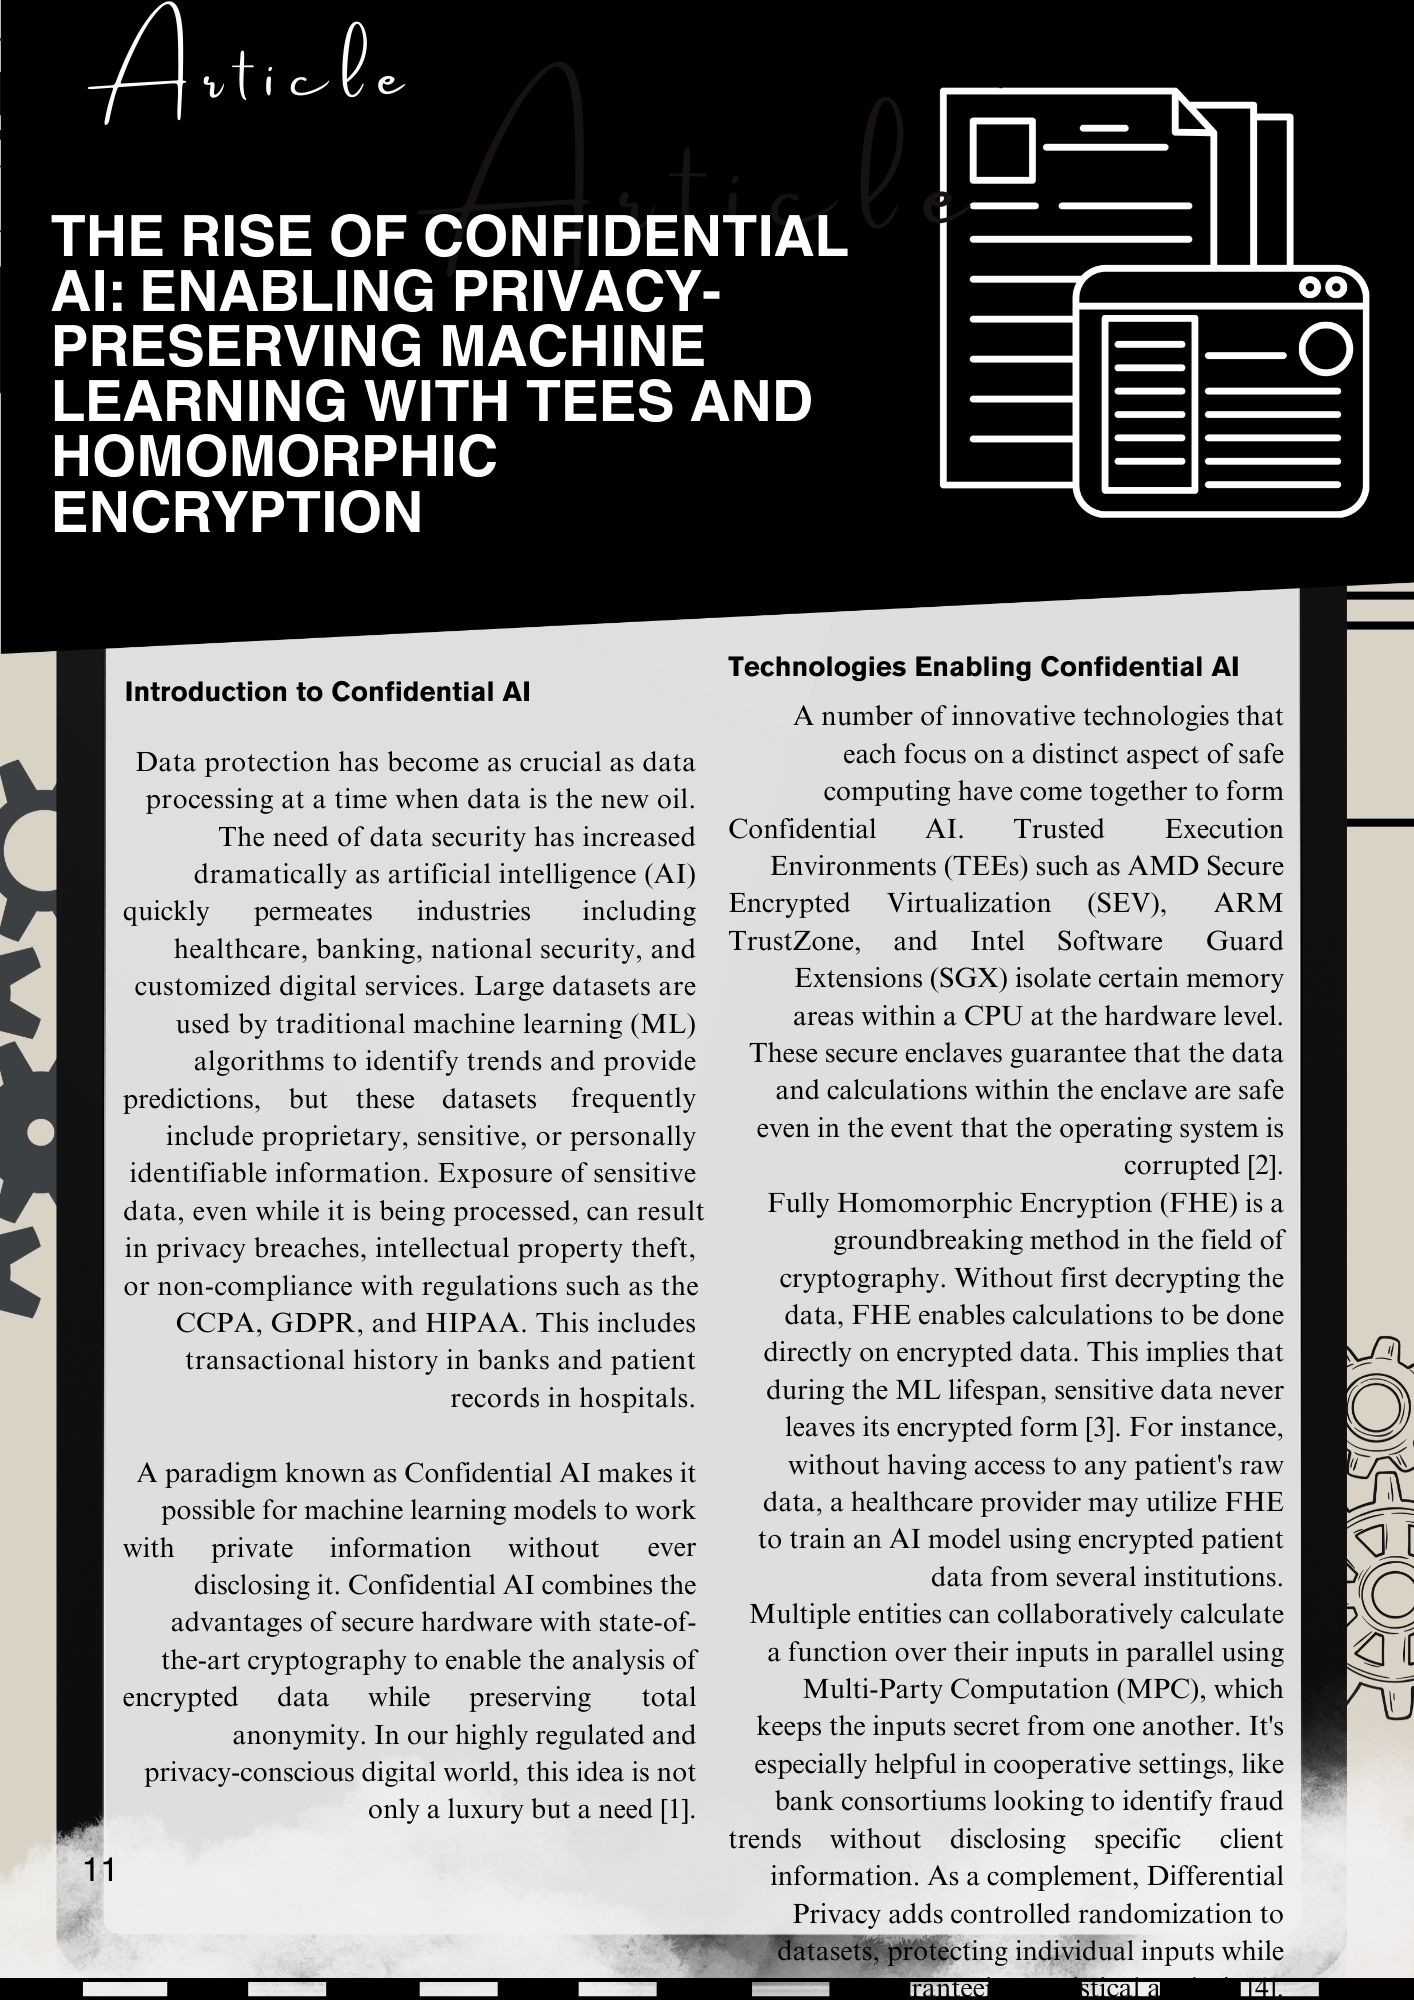 Article
Article
THE RISE OF CONFIDENTIAL
AI: ENABLING PRIVACY-
PRESERVING MACHINE
LEARNING WITH TEES AND
HOMOMORPHIC
ENCRYPTION
Introduction to Confidential AI
Data protection has become as crucial as data
processing at a time when data is the new oil.
The need of data security has increased
dramatically as artificial intelligence (AI)
quickly permeates industries including
healthcare, banking, national security, and
customized digital services. Large datasets are
used by traditional machine learning (ML)
algorithms to identify trends and provide
predictions, but these datasets frequently
include proprietary, sensitive, or personally
identifiable information. Exposure of sensitive
data, even while it is being processed, can result
in privacy breaches, intellectual property theft,
or non-compliance with regulations such as the
CCPA, GDPR, and HIPAA. This includes
transactional history in banks and patient
records in hospitals.
A paradigm known as Confidential AI makes it
possible for machine learning models to work
with private information without ever
disclosing it. Confidential AI combines the
advantages of secure hardware with state-of-
the-art cryptography to enable the analysis of
encrypted data while preserving total
anonymity. In our highly regulated and
privacy-conscious digital world, this idea is not
only a luxury but a need [1].
Technologies Enabling Confidential AI
A number of innovative technologies that
each focus on a distinct aspect of safe
computing have come together to form
Confidential AI. Trusted Execution
Environments (TEEs) such as AMD Secure
Encrypted Virtualization (SEV), ARM
TrustZone, and Intel Software Guard
Extensions (SGX) isolate certain memory
areas within a CPU at the hardware level.
These secure enclaves guarantee that the data
and calculations within the enclave are safe
even in the event that the operating system is
corrupted [2].
Fully Homomorphic Encryption (FHE) is a
groundbreaking method in the field of
cryptography. Without first decrypting the
data, FHE enables calculations to be done
directly on encrypted data. This implies that
during the ML lifespan, sensitive data never
leaves its encrypted form [3]. For instance,
without having access to any patient's raw
data, a healthcare provider may utilize FHE
to train an AI model using encrypted patient
data from several institutions.
Multiple entities can collaboratively calculate
a function over their inputs in parallel using
Multi-Party Computation (MPC), which
keeps the inputs secret from one another. It's
especially helpful in cooperative settings, like
bank consortiums looking to identify fraud
trends without disclosing specific client
information. As a complement, Differential
Privacy adds controlled randomization to
datasets, protecting individual inputs while
[4].
11